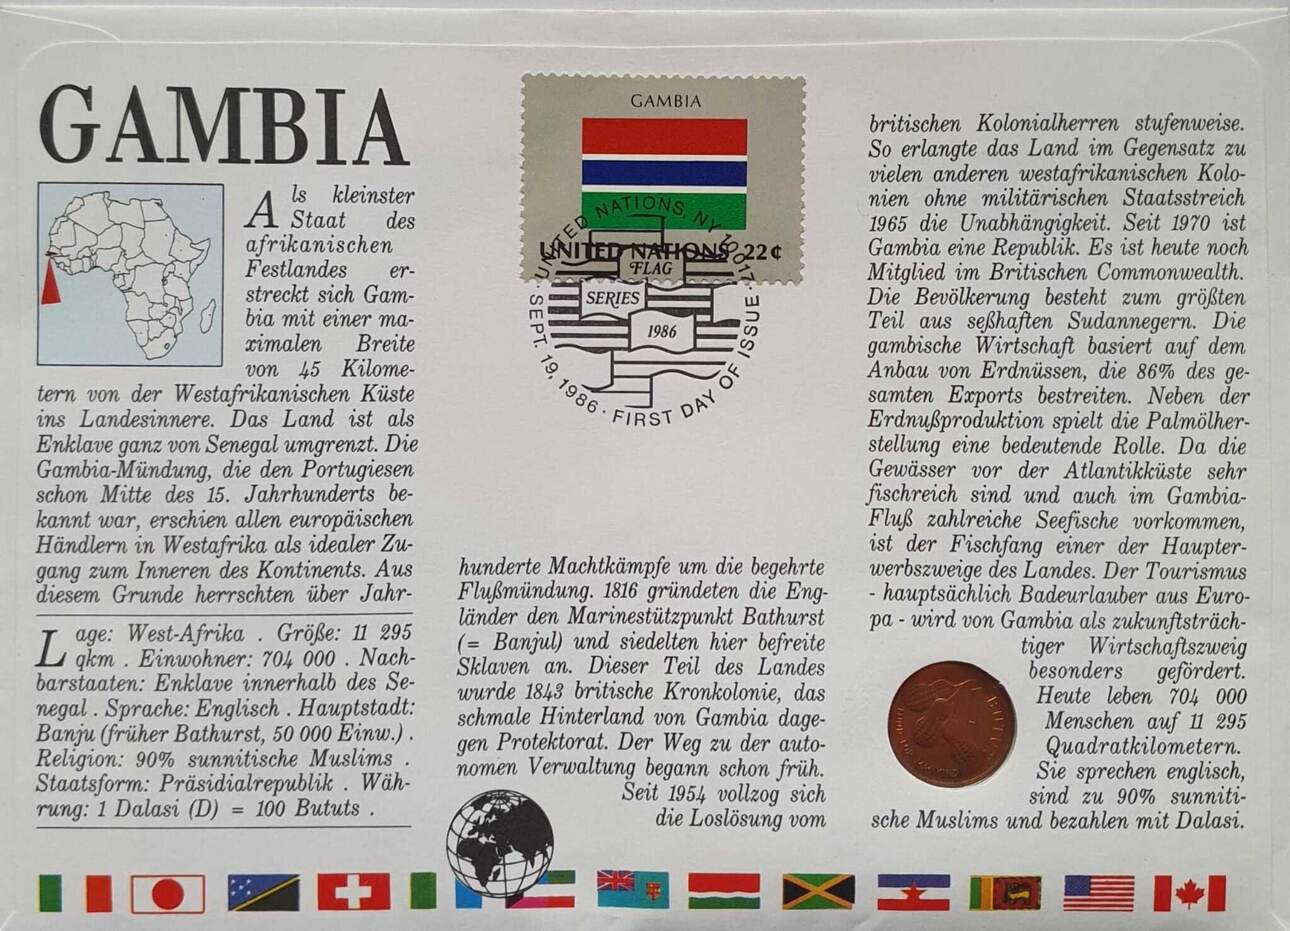 GAMBIA
Als kleinster
Staat des
afrikanischen
Festlandes er-
streckt sich Gam-
bia mit einer ma-
ximalen Breite
von 45 Kilome-
tern von der Westafrikanischen Küste
ins Landesinnere. Das Land ist als
Enklave ganz von Senegal umgrenzt. Die
Gambia-Mündung, die den Portugiesen
schon Mitte des 15. Jahrhunderts be-
kannt war, erschien allen europäischen
Händlern in Westafrika als idealer Zu-
gang zum Inneren des Kontinents. Aus
diesem Grunde herrschten über Jahr-
Lage: West-Afrika . Größe: 11 295
qkm . Einwohner: 704 000 . Nach-
barstaaten: Enklave innerhalb des Se-
negal . Sprache: Englisch . Hauptstadt:
Banju (früher Bathurst, 50 000 Einw.) .
Religion: 90% sunnitische Muslims .
Staatsform: Präsidialrepublik . Wäh-
rung: 1 Dalasi (D) = 100 Bututs .
GAMBIA
UNITED NATIONS 22¢
UNITED NATIONS, NY 10017
FLAG
SERIES
1986
SEPT. 19, 1986 · FIRST DAY OF ISSUE
hunderte Machtkämpfe um die begehrte
Flußmündung. 1816 gründeten die Eng-
länder den Marinestützpunkt Bathurst
(= Banjul) und siedelten hier befreite
Sklaven an. Dieser Teil des Landes
wurde 1843 britische Kronkolonie, das
schmale Hinterland von Gambia dage-
gen Protektorat. Der Weg zu der auto-
nomen Verwaltung begann schon früh.
Seit 1954 vollzog sich
die Loslösung vom
britischen Kolonialherren stufenweise.
So erlangte das Land im Gegensatz zu
vielen anderen westafrikanischen Kolo-
nien ohne militärischen Staatsstreich
1965 die Unabhängigkeit. Seit 1970 ist
Gambia eine Republik. Es ist heute noch
Mitglied im Britischen Commonwealth.
Die Bevölkerung besteht zum größten
Teil aus seßhaften Sudannegern. Die
gambische Wirtschaft basiert auf dem
Anbau von Erdnüssen, die 86% des ge-
samten Exports bestreiten. Neben der
Erdnußproduktion spielt die Palmölher-
stellung eine bedeutende Rolle. Da die
Gewässer vor der Atlantikküste sehr
fischreich sind und auch im Gambia-
Fluß zahlreiche Seefische vorkommen,
ist der Fischfang einer der Haupter-
werbszweige des Landes. Der Tourismus
- hauptsächlich Badeurlauber aus Euro-
pa - wird von Gambia als zukunftsträch-
tiger Wirtschaftszweig
besonders gefördert.
Heute leben 704 000
Menschen auf 11 295
Quadratkilometern.
Sie sprechen englisch,
sind zu 90% sunniti-
sche Muslims und bezahlen mit Dalasi.